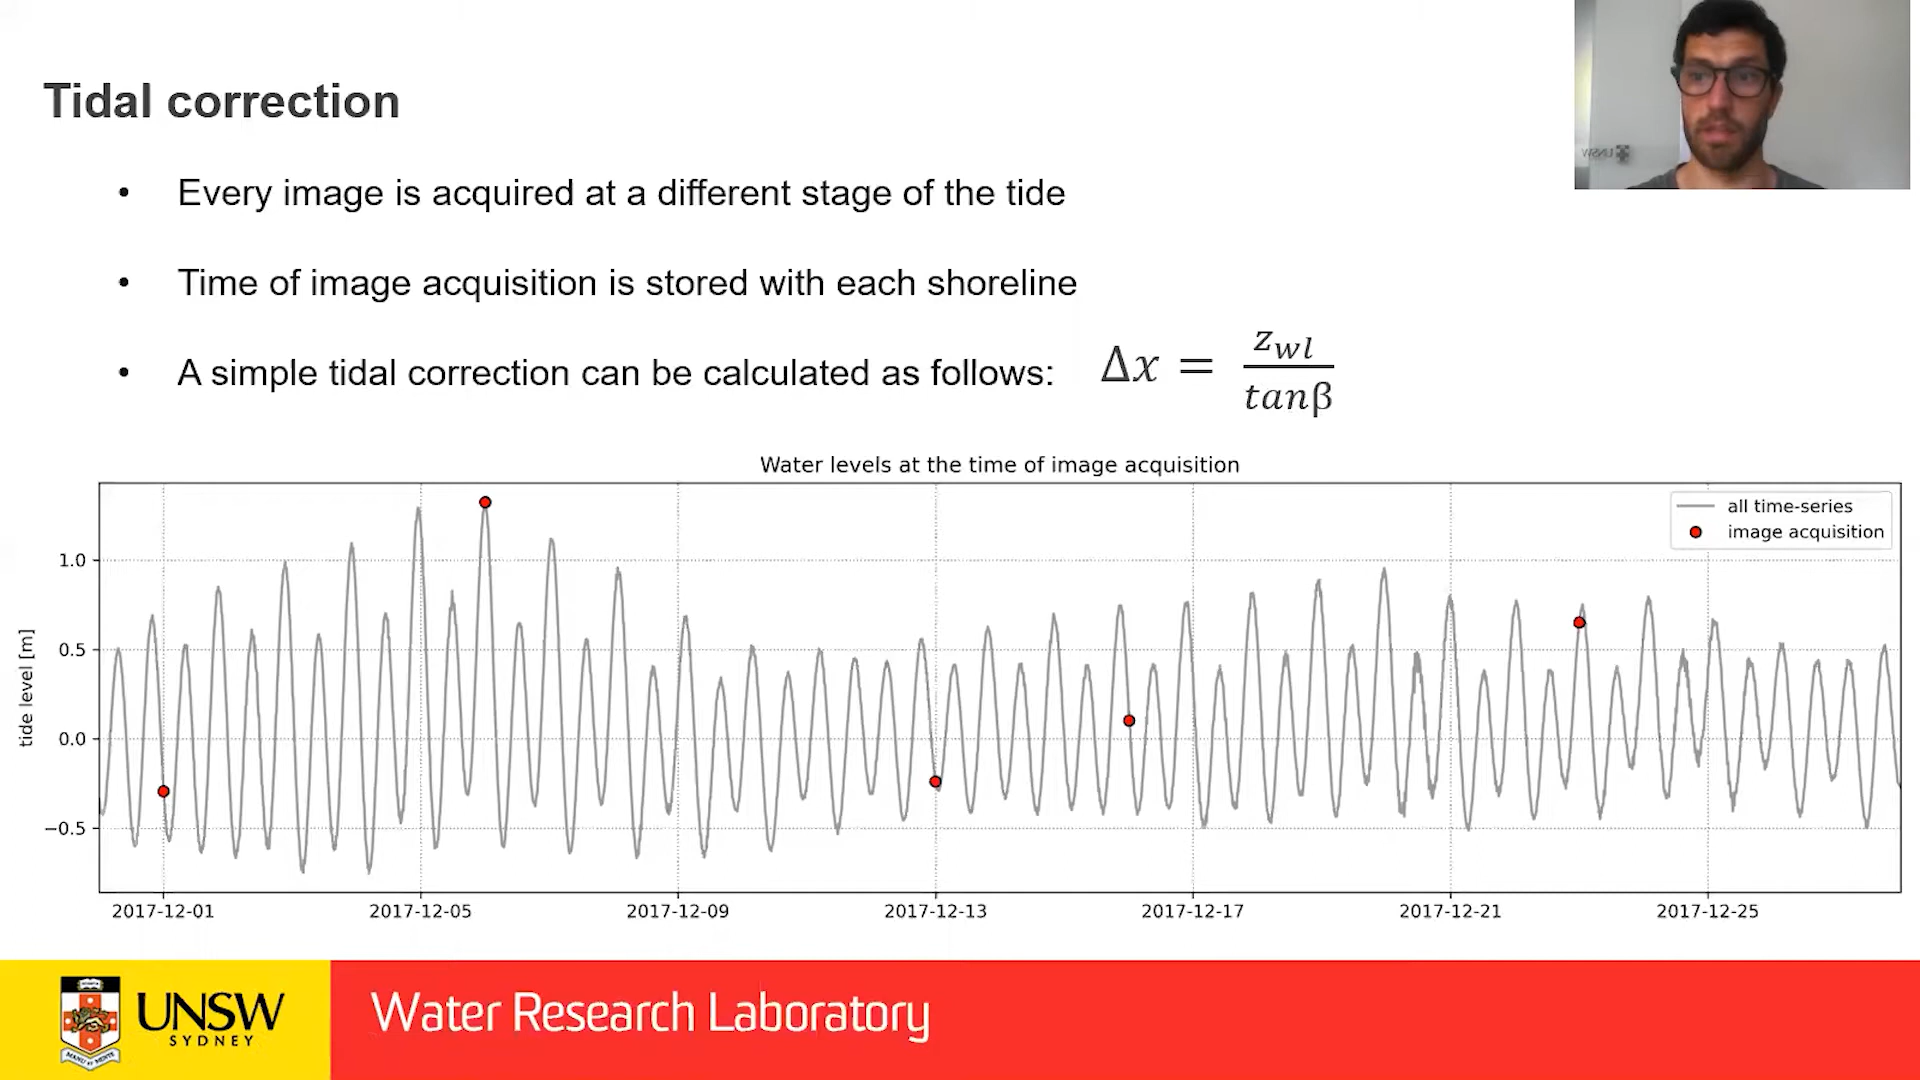 Tidal correction
• Every image is acquired at a different stage of the tide
• Time of image acquisition is stored with each shoreline
• A simple tidal correction can be calculated as follows: Δx = z_wl / tanβ
Water levels at the time of image acquisition
all time-series
image acquisition
tide level [m]
1.0
0.5
0.0
−0.5
2017-12-01 2017-12-05 2017-12-09 2017-12-13 2017-12-17 2017-12-21 2017-12-25
UNSW
SYDNEY
Water Research Laboratory
UNSW
MANU et MENTE